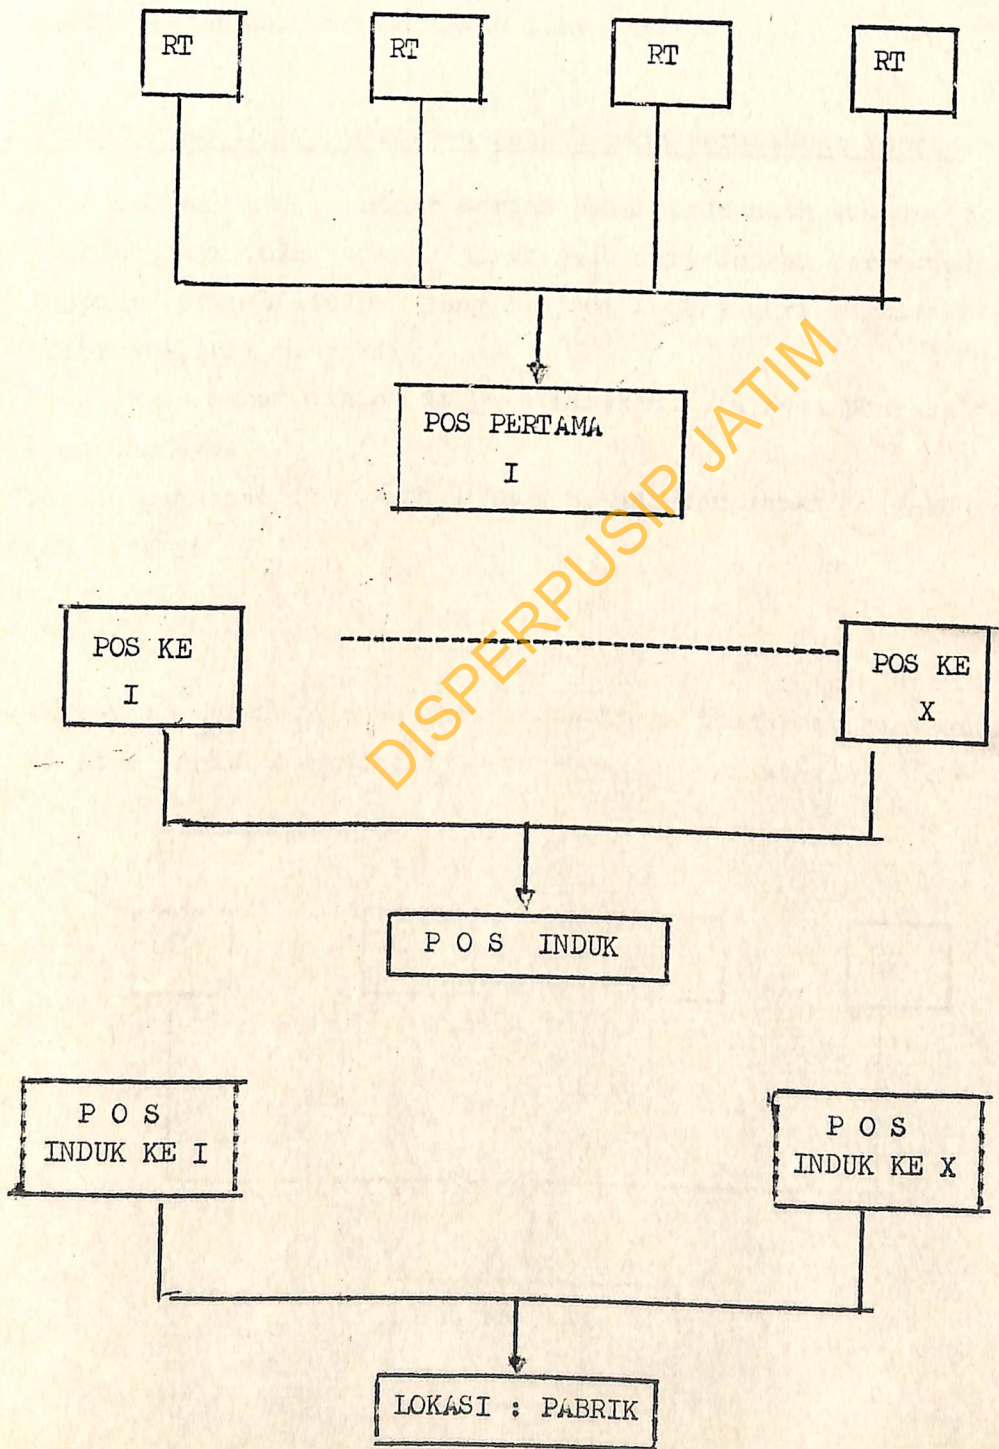 RT
RT
RT
RT
POS PERTAMA
I
POS KE
I
POS KE
X
P O S INDUK
P O S
INDUK KE I
P O S
INDUK KE X
LOKASI : PABRIK
DISPERPUSIP JATIM